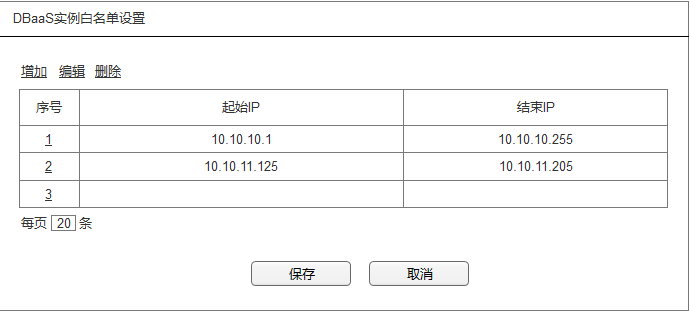 DBaaS实例白名单设置
增加 编辑 删除
序号 起始IP 结束IP
1 10.10.10.1 10.10.10.255
2 10.10.11.125 10.10.11.205
3
每页 20 条
保存 取消